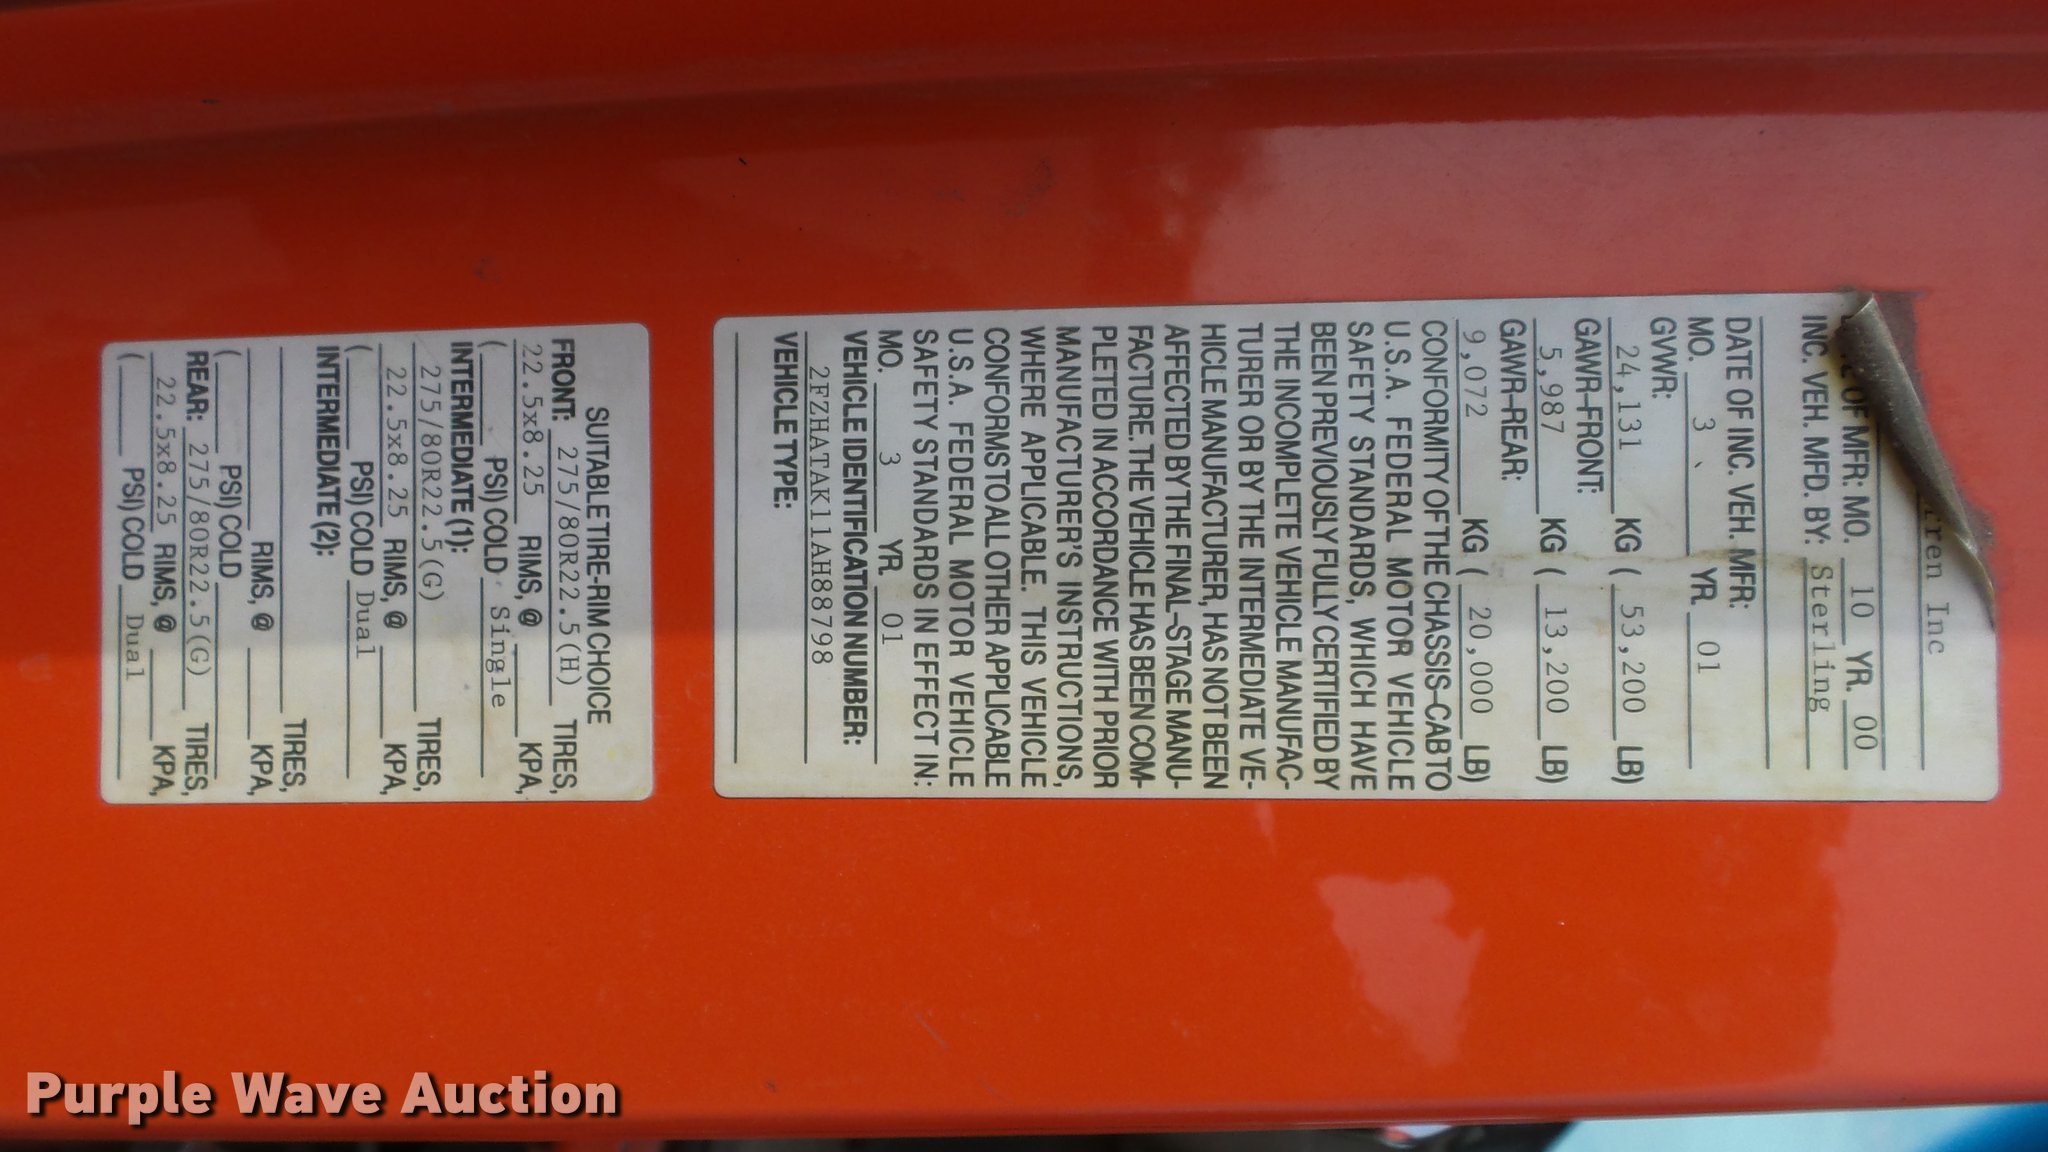 Inc
OF MFR: MO. 10 YR. 00
INC. VEH. MFD. BY: Sterling
DATE OF INC. VEH. MFR:
MO. 3 YR. 01
GVWR:
24,131 KG ( 53,200 LB)
GAWR-FRONT:
5,987 KG ( 13,200 LB)
GAWR-REAR:
9,072 KG ( 20,000 LB)
CONFORMITY OF THE CHASSIS-CAB TO
U.S.A. FEDERAL MOTOR VEHICLE
SAFETY STANDARDS, WHICH HAVE
BEEN PREVIOUSLY FULLY CERTIFIED BY
THE INCOMPLETE VEHICLE MANUFAC-
TURER OR BY THE INTERMEDIATE VE-
HICLE MANUFACTURER, HAS NOT BEEN
AFFECTED BY THE FINAL-STAGE MANU-
FACTURE. THE VEHICLE HAS BEEN COM-
PLETED IN ACCORDANCE WITH PRIOR
MANUFACTURER'S INSTRUCTIONS,
WHERE APPLICABLE. THIS VEHICLE
CONFORMS TO ALL OTHER APPLICABLE
U.S.A. FEDERAL MOTOR VEHICLE
SAFETY STANDARDS IN EFFECT IN:
MO. 3 YR. 01
VEHICLE IDENTIFICATION NUMBER:
2FZHATAK11AH88798
VEHICLE TYPE:
SUITABLE TIRE-RIM CHOICE
FRONT: 275/80R22.5(H) TIRES,
22.5x8.25 RIMS, @ KPA,
( PSI) COLD Single
INTERMEDIATE (1):
275/80R22.5(G) TIRES,
22.5x8.25 RIMS, @ KPA,
( PSI) COLD Dual
INTERMEDIATE (2):
TIRES,
RIMS, @ KPA,
( PSI) COLD
REAR: 275/80R22.5(G) TIRES,
22.5x8.25 RIMS, @ KPA,
( PSI) COLD Dual
Purple Wave Auction